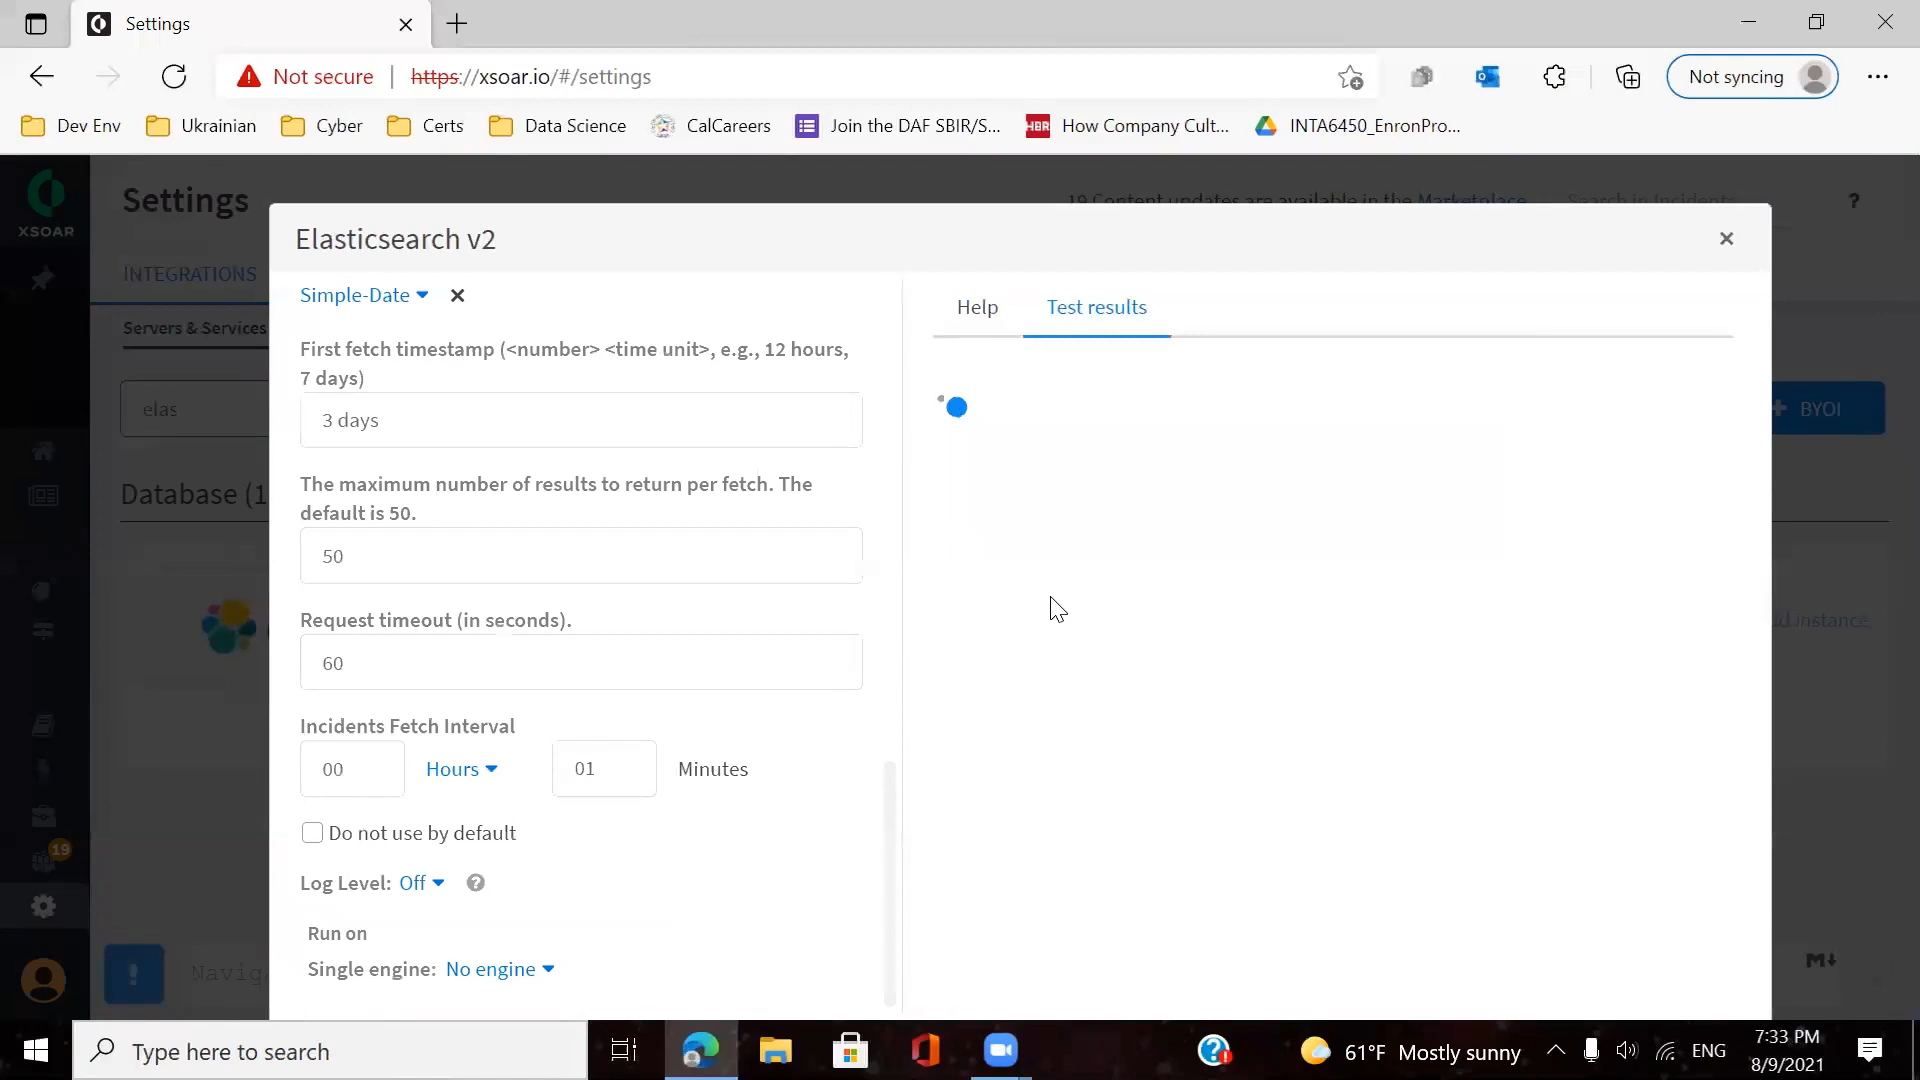 Settings
Not secure
https://xsoar.io/#/settings
Not syncing
Dev Env
Ukrainian
Cyber
Certs
Data Science
CalCareers
Join the DAF SBIR/S...
HBR
How Company Cult...
INTA6450_EnronPro...
XSOAR
Settings
19 Content updates are available in the Marketplace
Search in Incidents
?
INTEGRATIONS
Servers & Services
elas
BYOI
Database (1
Elasticsearch v2
Simple-Date
First fetch timestamp (<number> <time unit>, e.g., 12 hours,
7 days)
3 days
The maximum number of results to return per fetch. The
default is 50.
50
Request timeout (in seconds).
60
Incidents Fetch Interval
00
Hours
01
Minutes
Do not use by default
Log Level: Off
?
Run on
Single engine: No engine
Help
Test results
d instance
19
!
Navig
M
Type here to search
61°F Mostly sunny
ENG
7:33 PM
8/9/2021